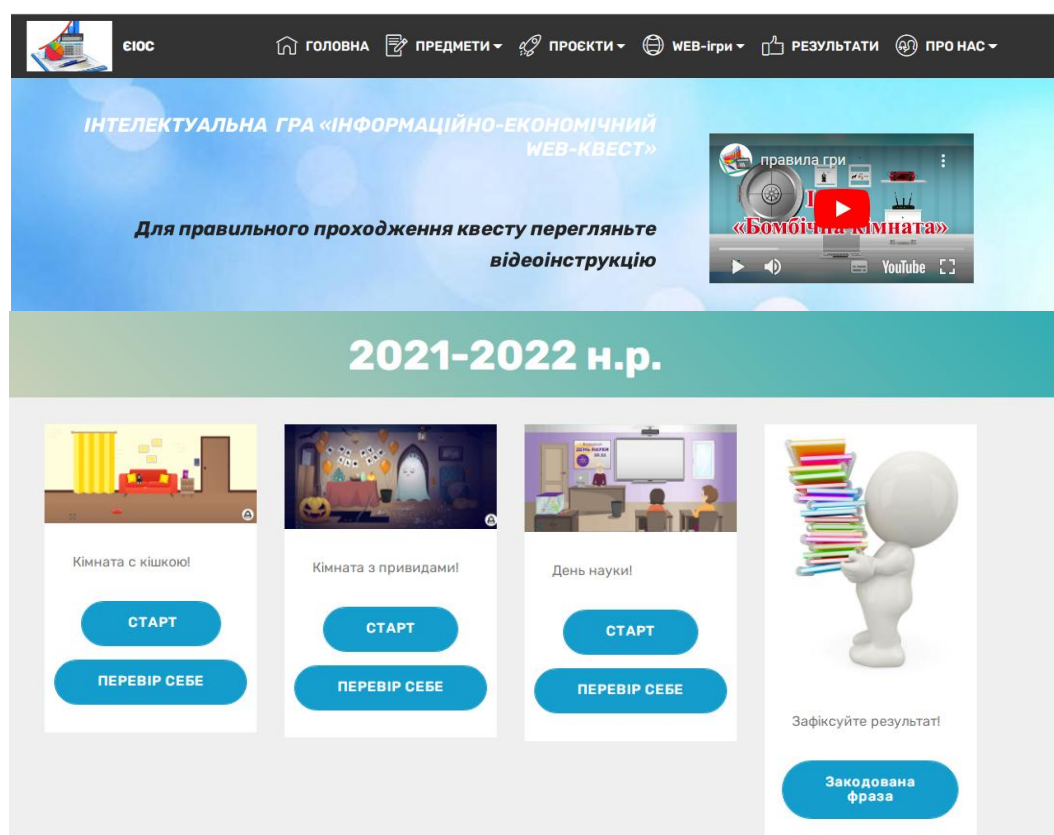 ЄІОС
ГОЛОВНА
ПРЕДМЕТИ
ПРОЄКТИ
WEB-ігри
РЕЗУЛЬТАТИ
ПРО НАС
ІНТЕЛЕКТУАЛЬНА ГРА «ІНФОРМАЦІЙНО-ЕКОНОМІЧНИЙ
WEB-КВЕСТ»
Для правильного проходження квесту перегляньте
відеоінструкцію
правила гри
«Бомбічна кімната»
YouTube
2021-2022 н.р.
ДЕНЬ НАУКИ
Кімната с кішкою!
СТАРТ
ПЕРЕВІР СЕБЕ
Кімната з привидами!
СТАРТ
ПЕРЕВІР СЕБЕ
День науки!
СТАРТ
ПЕРЕВІР СЕБЕ
Зафіксуйте результат!
Закодована
фраза